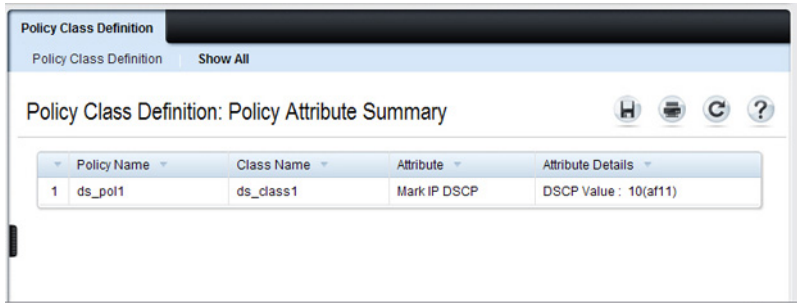 Policy Class Definition
Policy Class Definition Show All
Policy Class Definition: Policy Attribute Summary
?
Policy Name Class Name Attribute Attribute Details
1 ds_pol1 ds_class1 Mark IP DSCP DSCP Value : 10(af11)